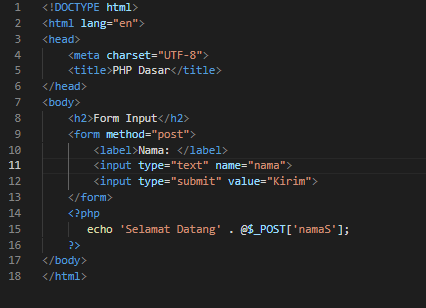 1 <!DOCTYPE html>
2 <html lang="en">
3 <head>
4 <meta charset="UTF-8">
5 <title>PHP Dasar</title>
6 </head>
7 <body>
8 <h2>Form Input</h2>
9 <form method="post">
10 <label>Nama: </label>
11 <input type="text" name="nama">
12 <input type="submit" value="Kirim">
13 </form>
14 <?php
15 echo 'Selamat Datang' . @$_POST['namaS'];
16 ?>
17 </body>
18 </html>